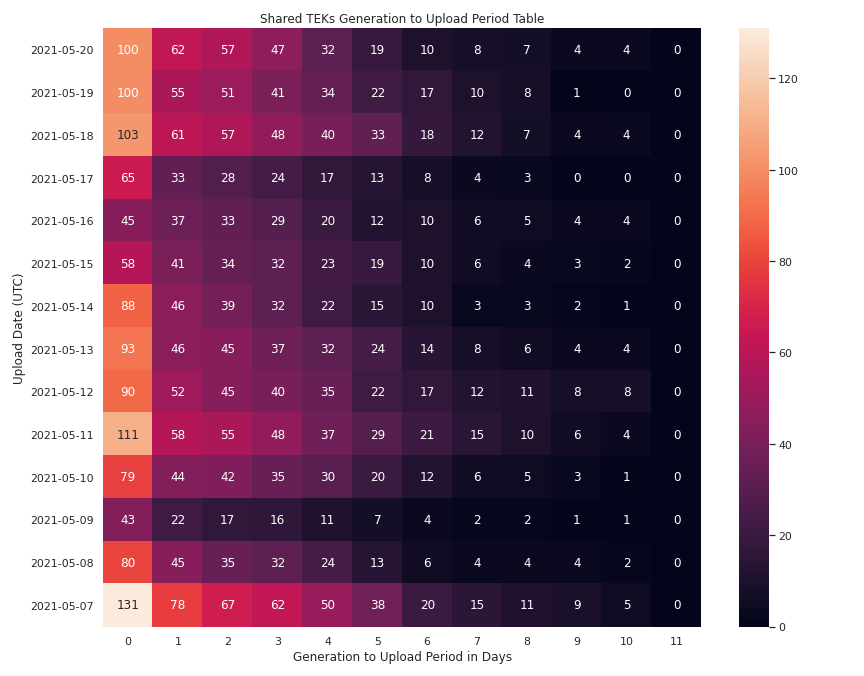 Shared TEKs Generation to Upload Period Table
2021-05-20 100 62 57 47 32 19 10 8 7 4 4 0
2021-05-19 100 55 51 41 34 22 17 10 8 1 0 0
2021-05-18 103 61 57 48 40 33 18 12 7 4 4 0
2021-05-17 65 33 28 24 17 13 8 4 3 0 0 0
2021-05-16 45 37 33 29 20 12 10 6 5 4 4 0
2021-05-15 58 41 34 32 23 19 10 6 4 3 2 0
2021-05-14 88 46 39 32 22 15 10 3 3 2 1 0
2021-05-13 93 46 45 37 32 24 14 8 6 4 4 0
2021-05-12 90 52 45 40 35 22 17 12 11 8 8 0
2021-05-11 111 58 55 48 37 29 21 15 10 6 4 0
2021-05-10 79 44 42 35 30 20 12 6 5 3 1 0
2021-05-09 43 22 17 16 11 7 4 2 2 1 1 0
2021-05-08 80 45 35 32 24 13 6 4 4 4 2 0
2021-05-07 131 78 67 62 50 38 20 15 11 9 5 0
0 1 2 3 4 5 6 7 8 9 10 11
Generation to Upload Period in Days
Upload Date (UTC)
120
100
80
60
40
20
0